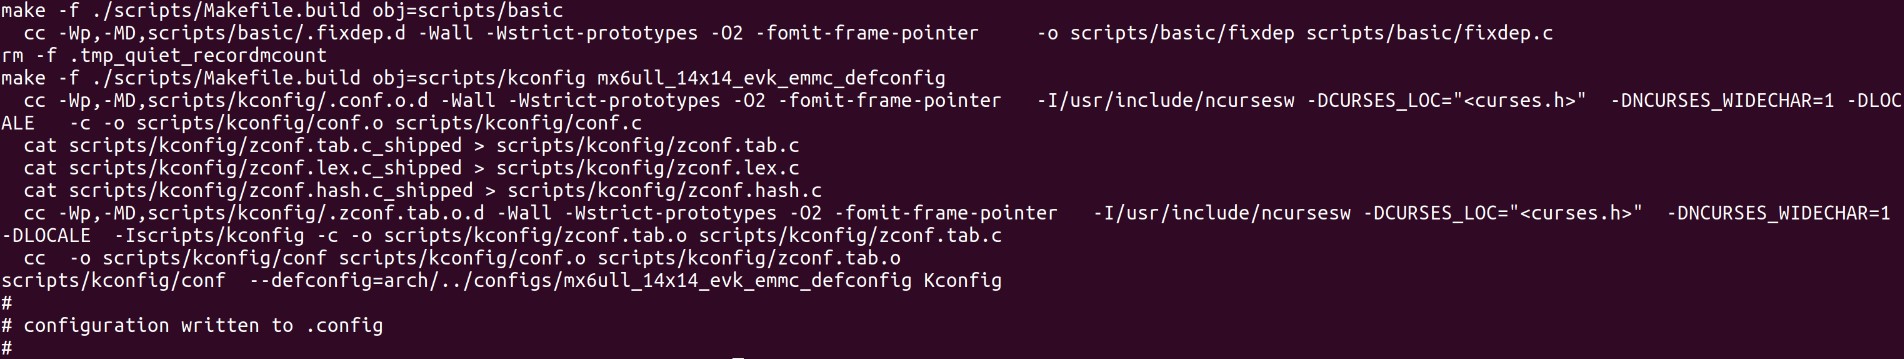 make -f ./scripts/Makefile.build obj=scripts/basic
  cc -Wp,-MD,scripts/basic/.fixdep.d -Wall -Wstrict-prototypes -O2 -fomit-frame-pointer     -o scripts/basic/fixdep scripts/basic/fixdep.c
rm -f .tmp_quiet_recordmcount
make -f ./scripts/Makefile.build obj=scripts/kconfig mx6ull_14x14_evk_emmc_defconfig
  cc -Wp,-MD,scripts/kconfig/.conf.o.d -Wall -Wstrict-prototypes -O2 -fomit-frame-pointer   -I/usr/include/ncursesw -DCURSES_LOC="<curses.h>"  -DNCURSES_WIDECHAR=1 -DLOC
ALE   -c -o scripts/kconfig/conf.o scripts/kconfig/conf.c
  cat scripts/kconfig/zconf.tab.c_shipped > scripts/kconfig/zconf.tab.c
  cat scripts/kconfig/zconf.lex.c_shipped > scripts/kconfig/zconf.lex.c
  cat scripts/kconfig/zconf.hash.c_shipped > scripts/kconfig/zconf.hash.c
  cc -Wp,-MD,scripts/kconfig/.zconf.tab.o.d -Wall -Wstrict-prototypes -O2 -fomit-frame-pointer   -I/usr/include/ncursesw -DCURSES_LOC="<curses.h>"  -DNCURSES_WIDECHAR=1
-DLOCALE  -Iscripts/kconfig -c -o scripts/kconfig/zconf.tab.o scripts/kconfig/zconf.tab.c
  cc  -o scripts/kconfig/conf scripts/kconfig/conf.o scripts/kconfig/zconf.tab.o
scripts/kconfig/conf  --defconfig=arch/../configs/mx6ull_14x14_evk_emmc_defconfig Kconfig
#
# configuration written to .config
#